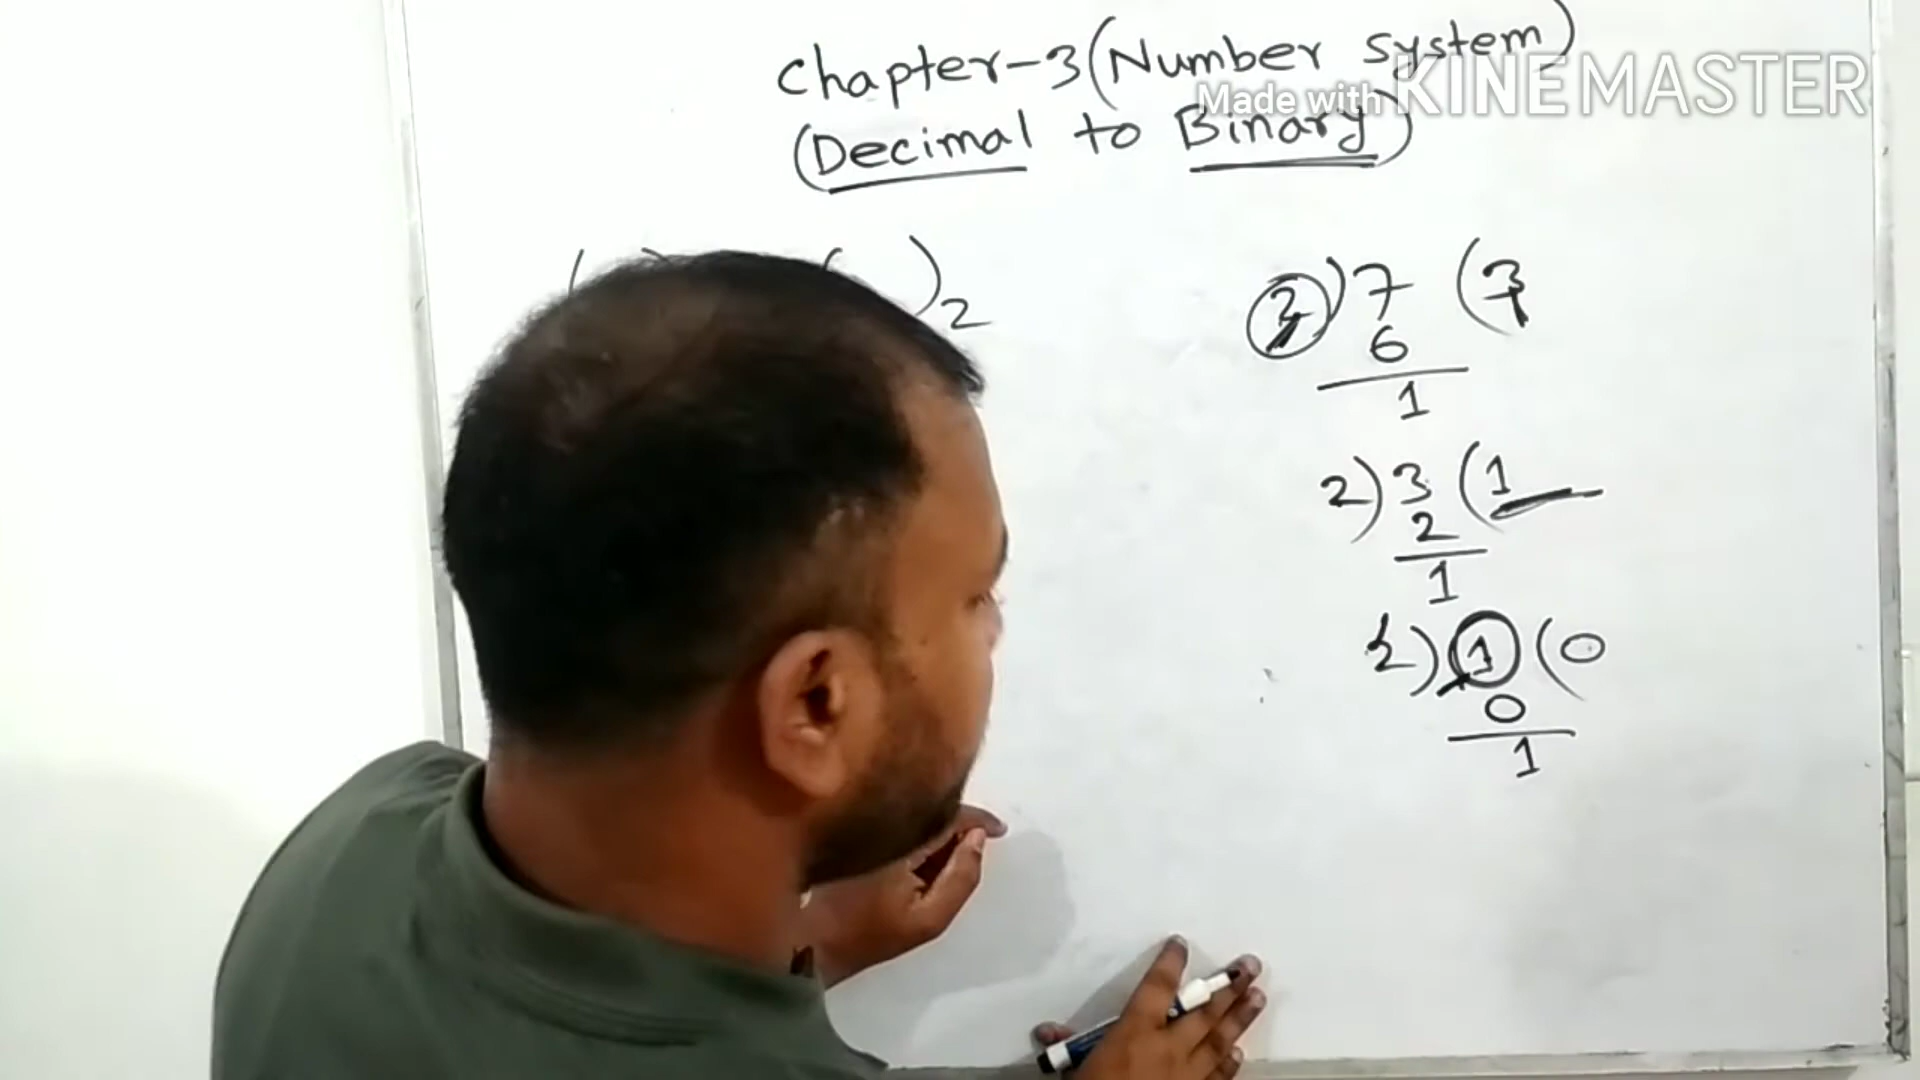 Chapter-3 (Number System)
Made with KINEMASTER
(Decimal to Binary)
( ) ( )2
2) 7 (3
6
1
2) 3 (1
2
1
2) 1 (0
0
1